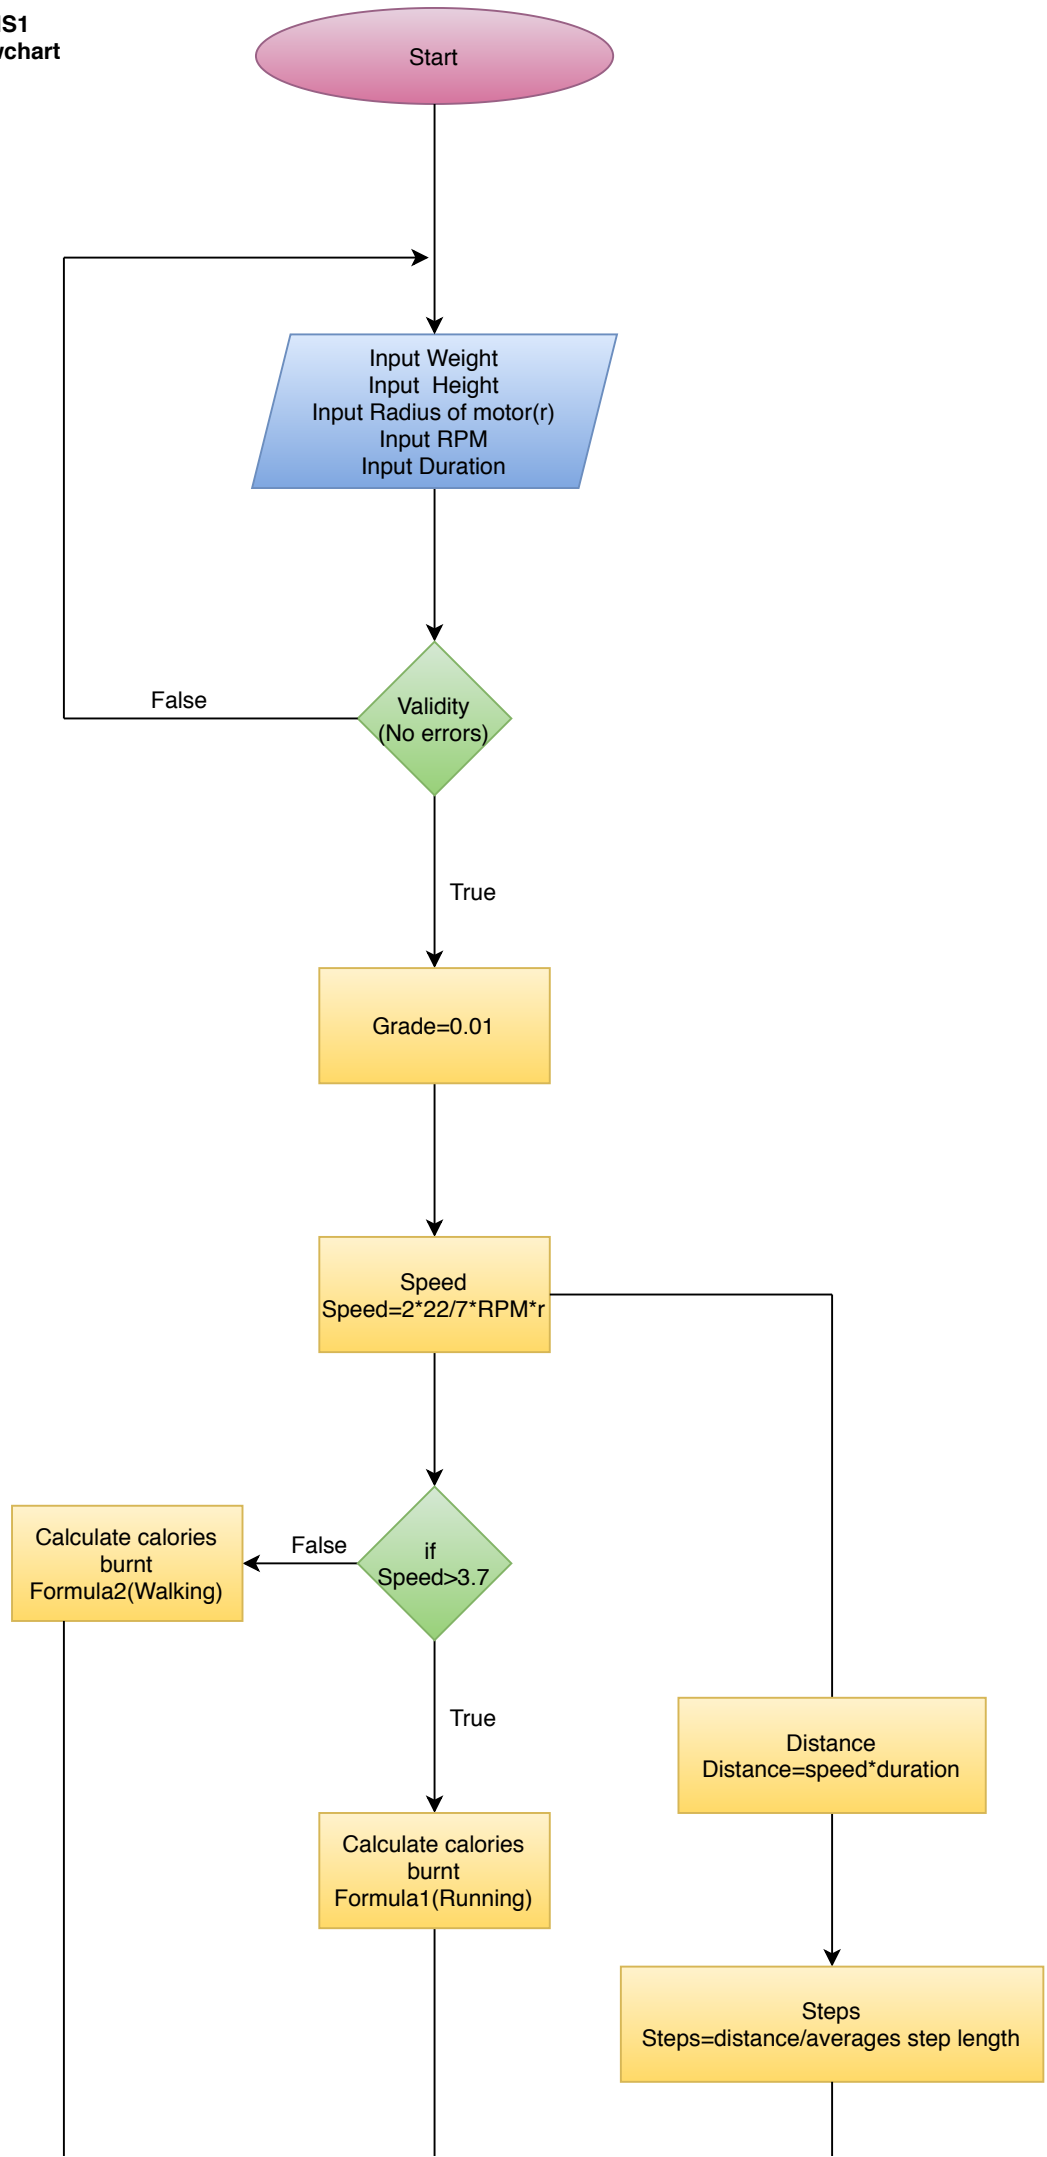 Start
Input Weight
Input Height
Input Radius of motor(r)
Input RPM
Input Duration
Validity
(No errors)
False
True
Grade=0.01
Speed
Speed=2*22/7*RPM*r
if
Speed>3.7
False
Calculate calories
burnt
Formula2(Walking)
True
Calculate calories
burnt
Formula1(Running)
Distance
Distance=speed*duration
Steps
Steps=distance/averages step length